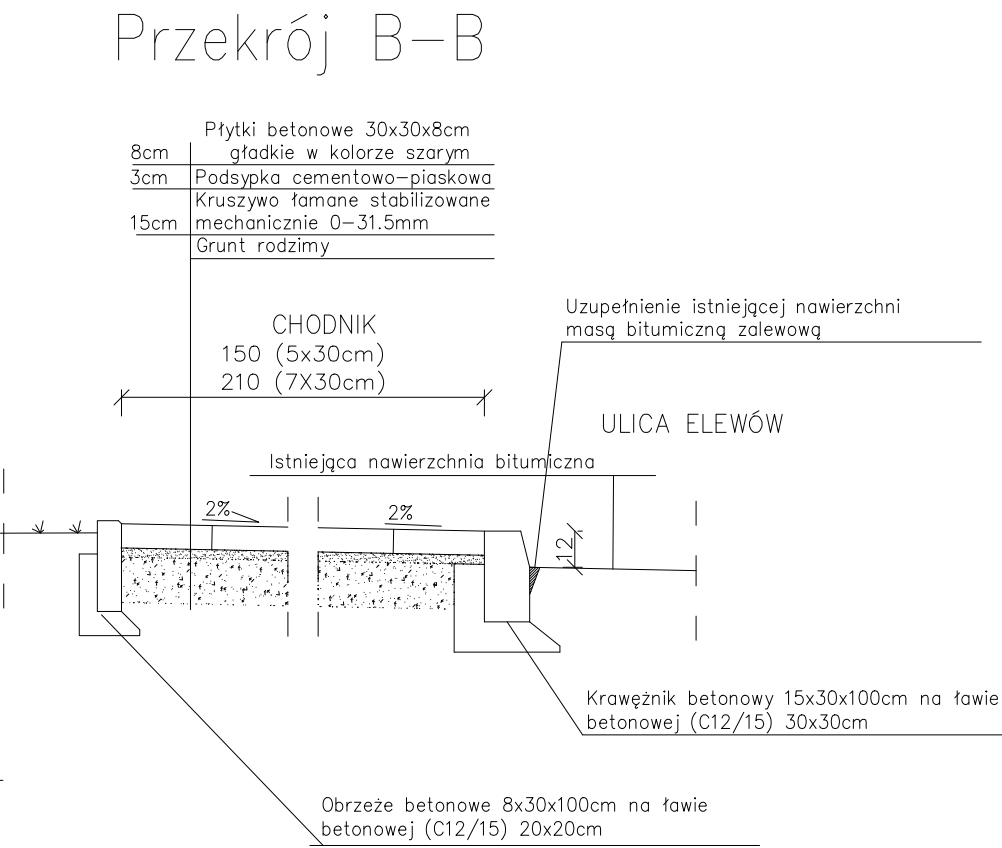 Przekrój B-B
Płytki betonowe 30x30x8cm
8cm gładkie w kolorze szarym
3cm Podsypka cementowo-piaskowa
Kruszywo łamane stabilizowane
15cm mechanicznie 0-31.5mm
Grunt rodzimy
Uzupełnienie istniejącej nawierzchni
masą bitumiczną zalewową
CHODNIK
150 (5x30cm)
210 (7X30cm)
ULICA ELEWÓW
Istniejąca nawierzchnia bitumiczna
2%
2%
12
Krawężnik betonowy 15x30x100cm na ławie
betonowej (C12/15) 30x30cm
Obrzeże betonowe 8x30x100cm na ławie
betonowej (C12/15) 20x20cm